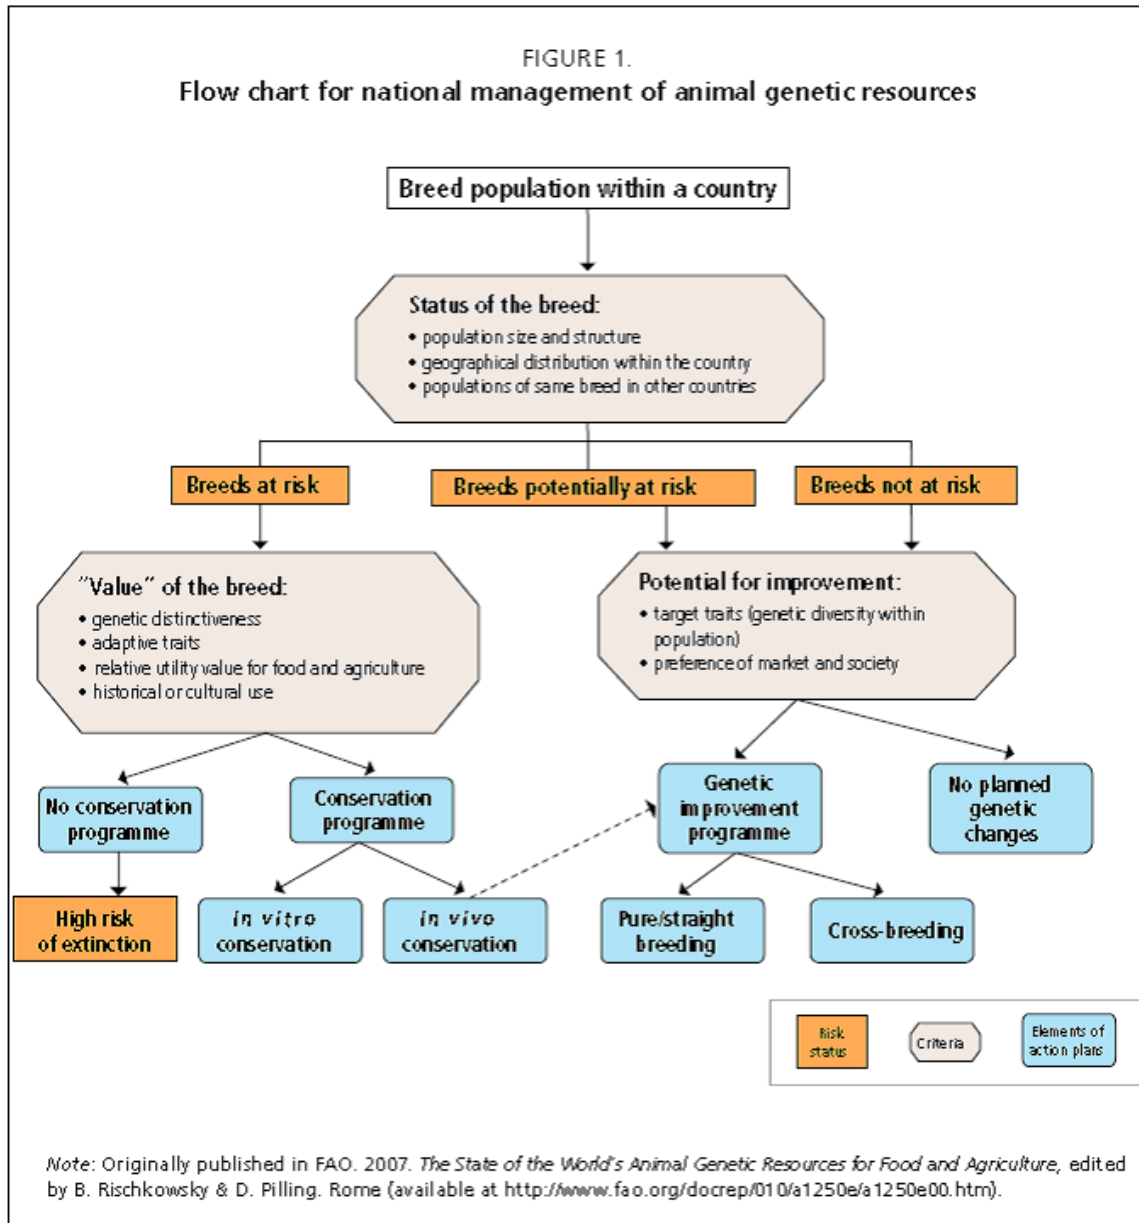 FIGURE 1.
Flow chart for national management of animal genetic resources
Breed population within a country
Status of the breed:
• population size and structure
• geographical distribution within the country
• populations of same breed in other countries
Breeds at risk
Breeds potentially at risk
Breeds not at risk
"Value" of the breed:
• genetic distinctiveness
• adaptive traits
• relative utility value for food and agriculture
• historical or cultural use
Potential for improvement:
• target traits (genetic diversity within
population)
• preference of market and society
No conservation
programme
Conservation
programme
Genetic
improvement
programme
No planned
genetic
changes
High risk
of extinction
in vitro
conservation
in vivo
conservation
Pure/straight
breeding
Cross-breeding
Risk
status
Criteria
Elements of
action plans
Note: Originally published in FAO. 2007. The State of the World's Animal Genetic Resources for Food and Agriculture, edited
by B. Rischkowsky & D. Pilling. Rome (available at http://www.fao.org/docrep/010/a1250e/a1250e00.htm).